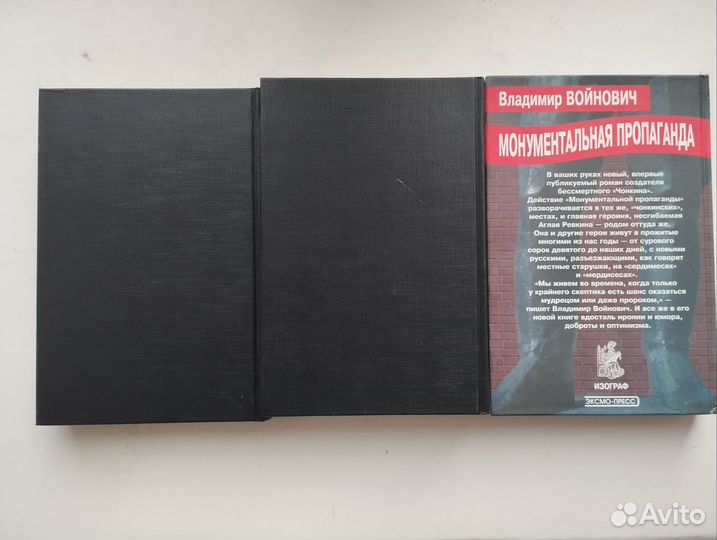 Владимир ВОЙНОВИЧ
МОНУМЕНТАЛЬНАЯ ПРОПАГАНДА
В ваших руках новый, впервые
публикуемый роман создателя
бессмертного «Чонкина».
Действие «Монументальной пропаганды»
разворачивается в тех же, «чонкинских»,
местах, и главная героиня, несгибаемая
Аглая Ревкина — родом оттуда же.
Она и другие герои живут в прожитые
многими из нас годы — от сурового
сорок девятого до наших дней, с новыми
русскими, разъезжающими, как говорят
местные старушки, на «сердимесах»
и «мердисесах».
«Мы живем во времена, когда только
у крайнего скептика есть шанс оказаться
мудрецом или даже пророком,» —
пишет Владимир Войнович. И все же в его
новой книге вдосталь иронии и юмора,
доброты и оптимизма.
ИЗОГРАФ
ЭКСМО-ПРЕСС
Avito